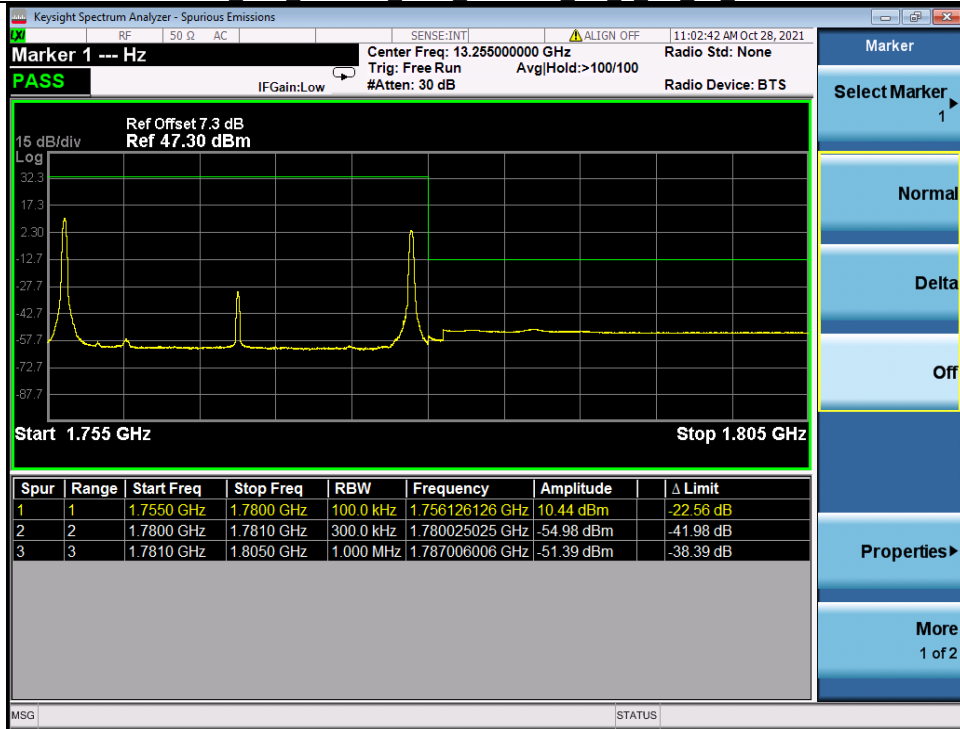 Keysight Spectrum Analyzer - Spurious Emissions
LXI RF 50 Ω AC SENSE:INT ALIGN OFF 11:02:42 AM Oct 28, 2021
Marker 1 --- Hz
Center Freq: 13.255000000 GHz
Radio Std: None
Trig: Free Run Avg|Hold:>100/100
PASS
IFGain:Low
#Atten: 30 dB
Radio Device: BTS
Ref Offset 7.3 dB
15 dB/div Ref 47.30 dBm
Log
32.3
17.3
2.30
-12.7
-27.7
-42.7
-57.7
-72.7
-87.7
Start 1.755 GHz Stop 1.805 GHz
Spur Range Start Freq Stop Freq RBW Frequency Amplitude Δ Limit
1 1 1.7550 GHz 1.7800 GHz 100.0 kHz 1.756126126 GHz 10.44 dBm -22.56 dB
2 2 1.7800 GHz 1.7810 GHz 300.0 kHz 1.780025025 GHz -54.98 dBm -41.98 dB
3 3 1.7810 GHz 1.8050 GHz 1.000 MHz 1.787006006 GHz -51.39 dBm -38.39 dB
MSG STATUS
Marker
Select Marker
1
Normal
Delta
Off
Properties
More
1 of 2